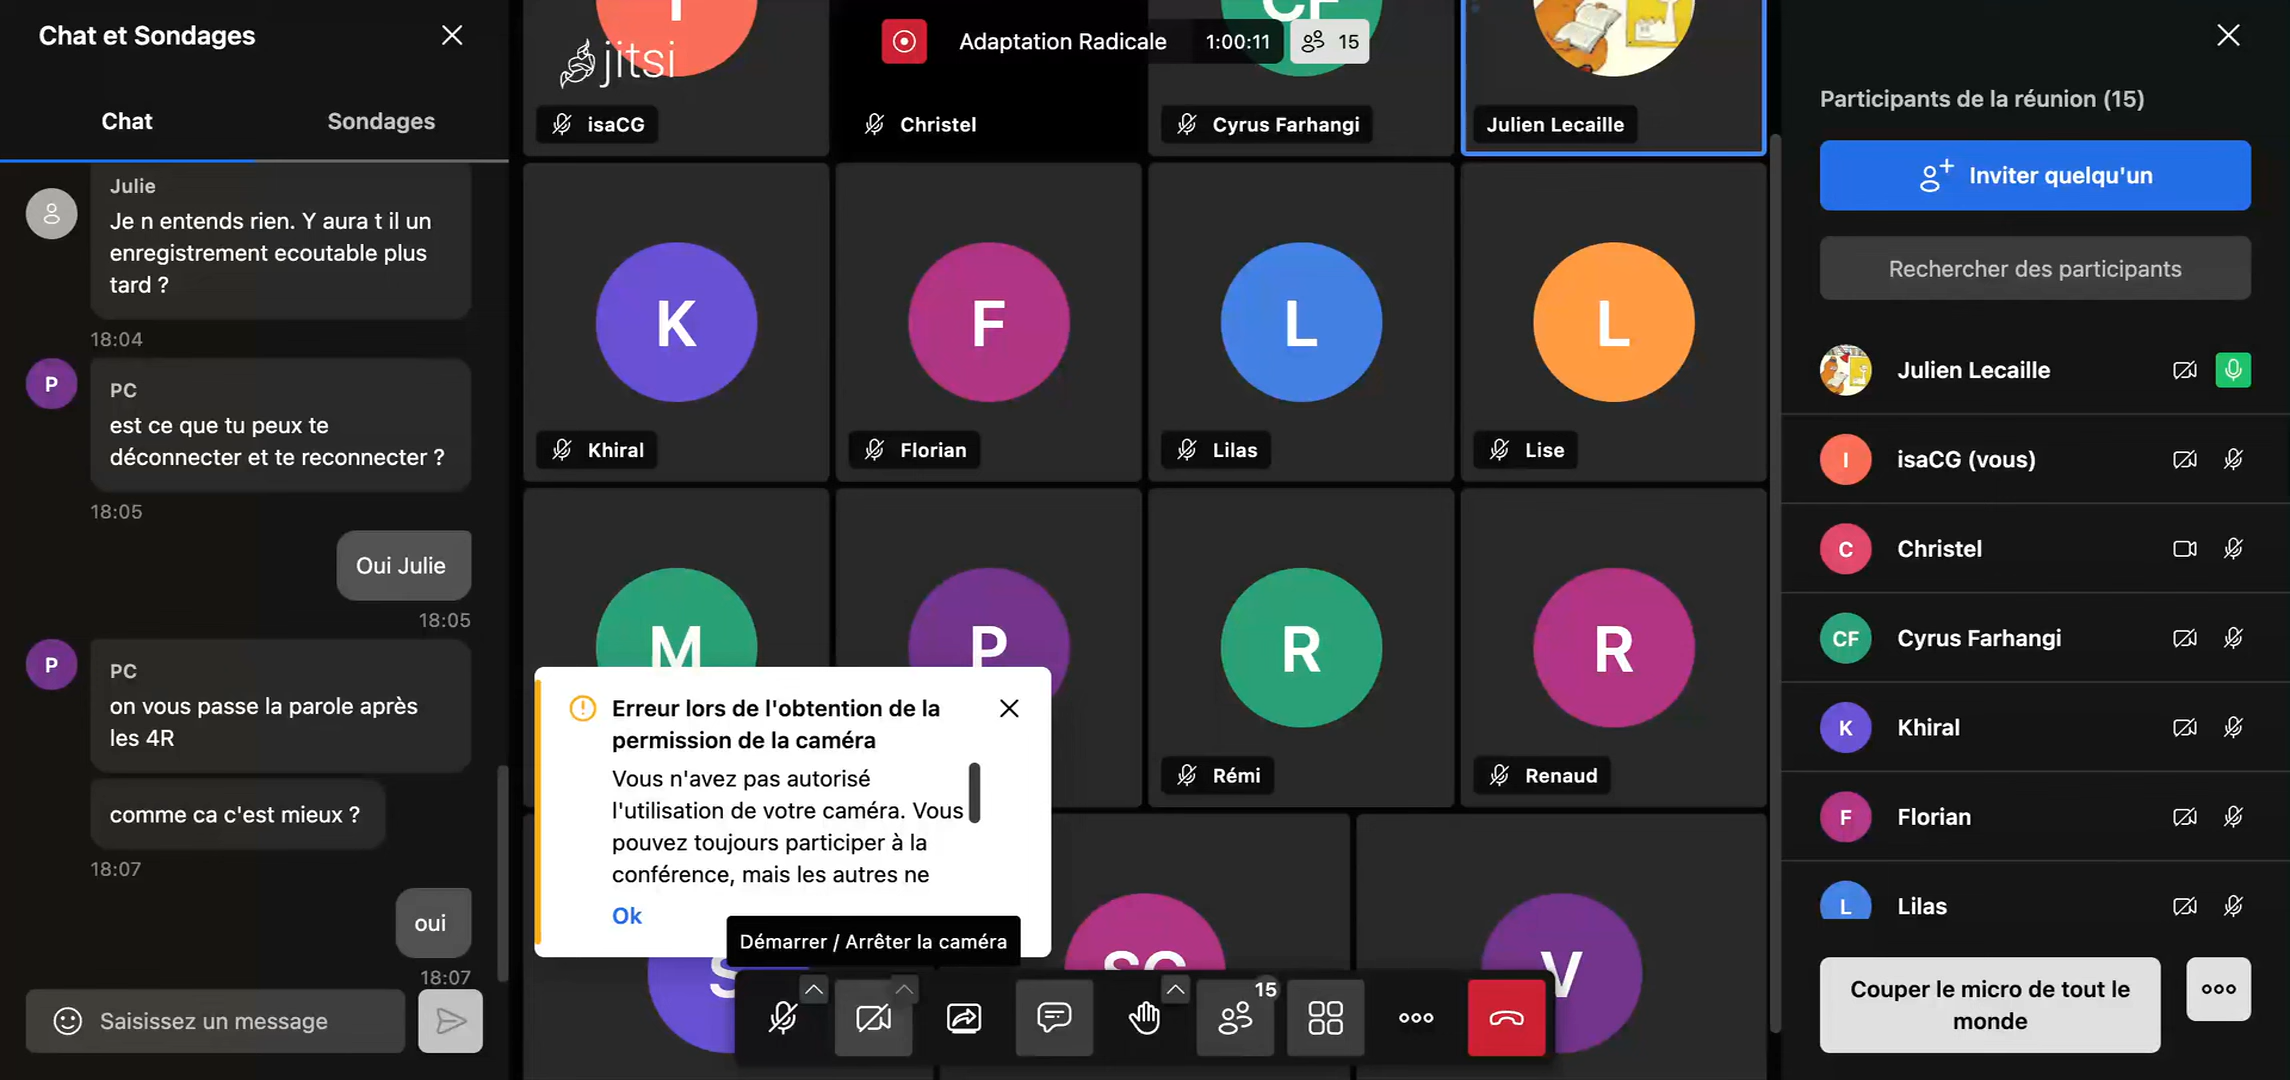 Chat et Sondages
Chat
Sondages
Julie
Je n entends rien. Y aura t il un
enregistrement ecoutable plus
tard ?
18:04
P
PC
est ce que tu peux te
déconnecter et te reconnecter ?
18:05
Oui Julie
18:05
P
PC
on vous passe la parole après
les 4R
comme ca c'est mieux ?
18:07
oui
18:07
Saisissez un message
jitsi
Adaptation Radicale
1:00:11
15
I
CF
isaCG
Christel
Cyrus Farhangi
Julien Lecaille
K
F
L
L
Khiral
Florian
Lilas
Lise
M
P
R
R
Rémi
Renaud
Erreur lors de l'obtention de la
permission de la caméra
Vous n'avez pas autorisé
l'utilisation de votre caméra. Vous
pouvez toujours participer à la
conférence, mais les autres ne
Ok
Démarrer / Arrêter la caméra
S
SG
V
15
Participants de la réunion (15)
Inviter quelqu'un
Rechercher des participants
Julien Lecaille
I
isaCG (vous)
C
Christel
CF
Cyrus Farhangi
K
Khiral
F
Florian
L
Lilas
Couper le micro de tout le
monde